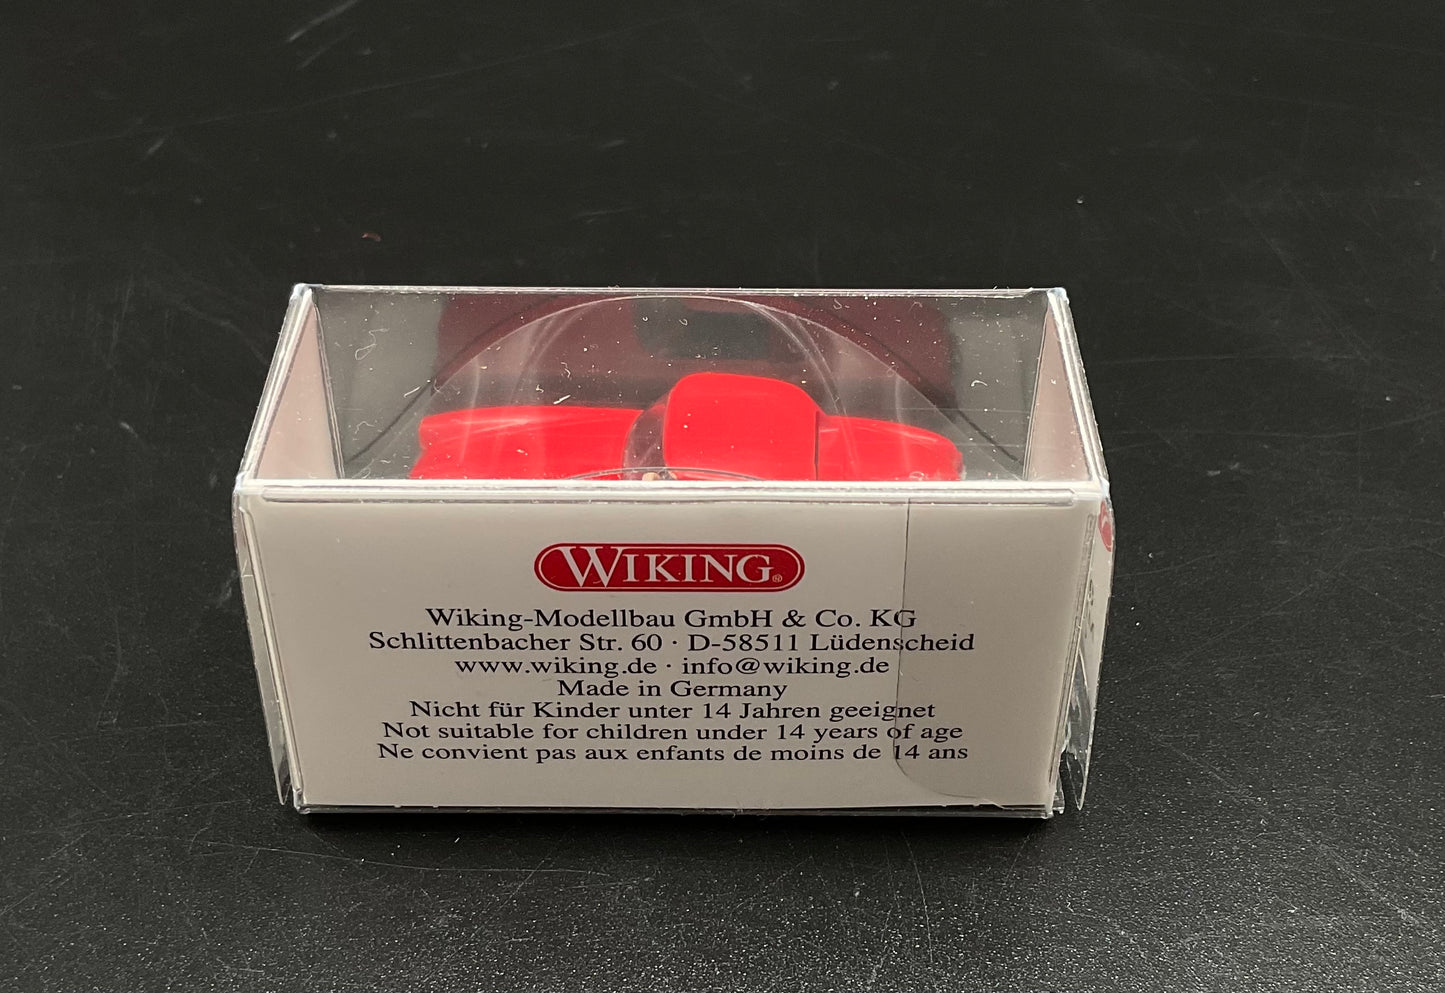 WIKING®
Wiking-Modellbau GmbH & Co. KG
Schlittenbacher Str. 60 · D-58511 Lüdenscheid
www.wiking.de · info@wiking.de
Made in Germany
Nicht für Kinder unter 14 Jahren geeignet
Not suitable for children under 14 years of age
Ne convient pas aux enfants de moins de 14 ans